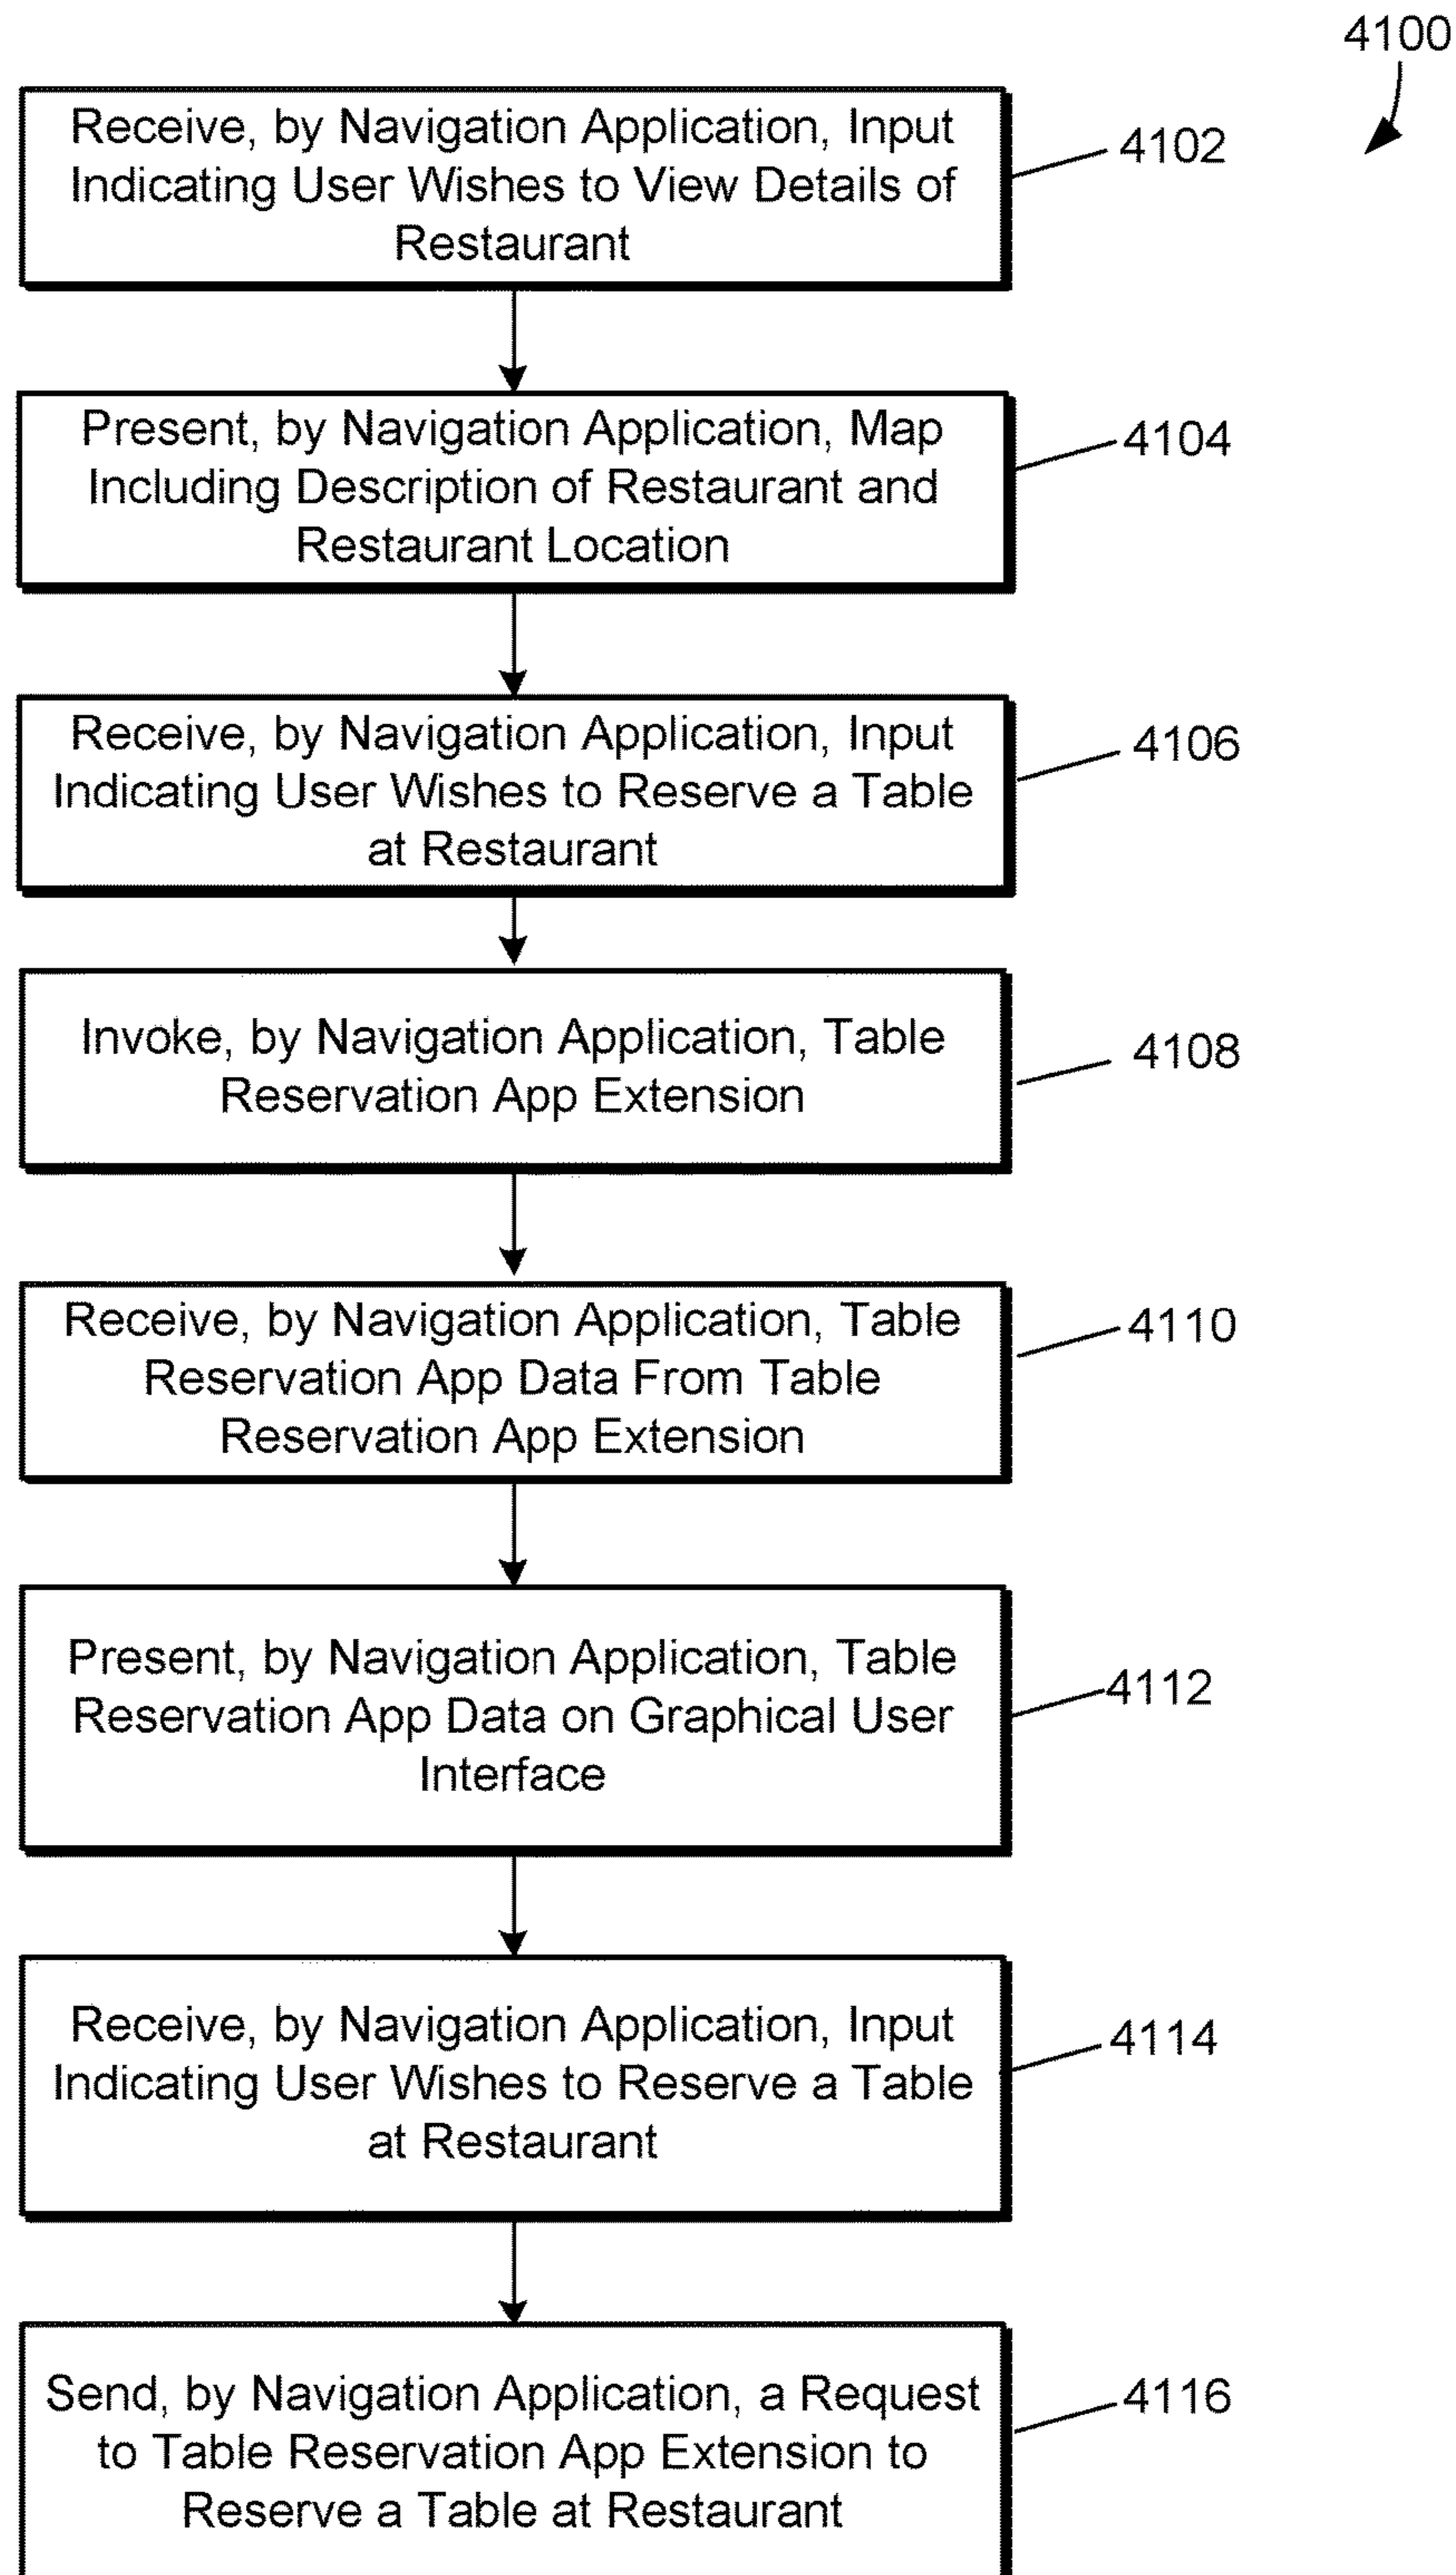 4100
Receive, by Navigation Application, Input
Indicating User Wishes to View Details of
Restaurant
4102
Present, by Navigation Application, Map
Including Description of Restaurant and
Restaurant Location
4104
Receive, by Navigation Application, Input
Indicating User Wishes to Reserve a Table
at Restaurant
4106
Invoke, by Navigation Application, Table
Reservation App Extension
4108
Receive, by Navigation Application, Table
Reservation App Data From Table
Reservation App Extension
4110
Present, by Navigation Application, Table
Reservation App Data on Graphical User
Interface
4112
Receive, by Navigation Application, Input
Indicating User Wishes to Reserve a Table
at Restaurant
4114
Send, by Navigation Application, a Request
to Table Reservation App Extension to
Reserve a Table at Restaurant
4116